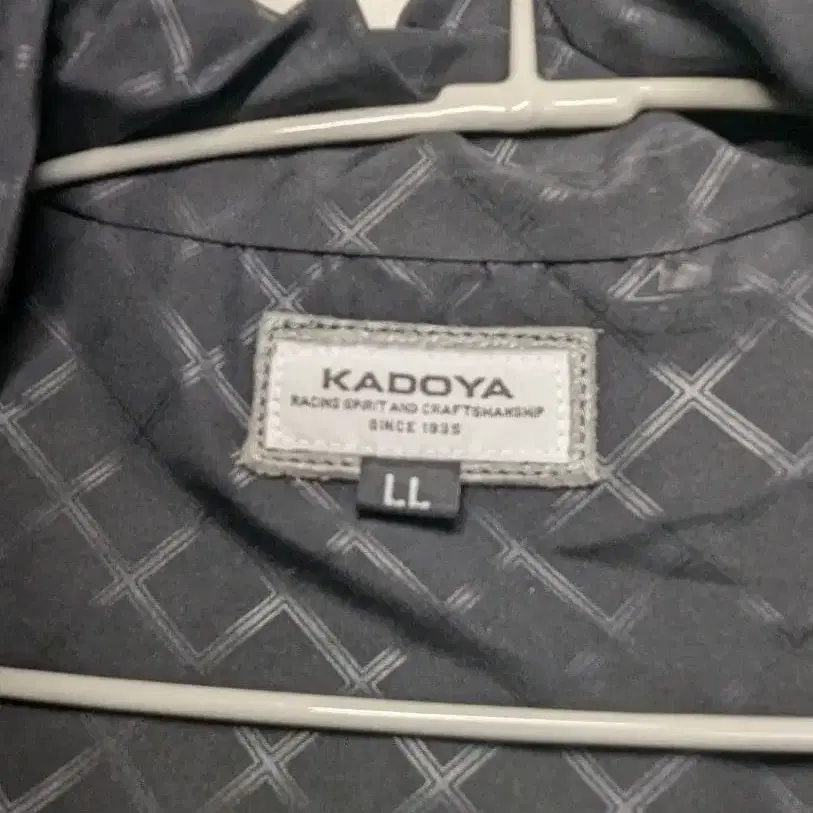 KADOYA
RACING SPIRIT AND CRAFTSMANSHIP
SINCE 1935
LL